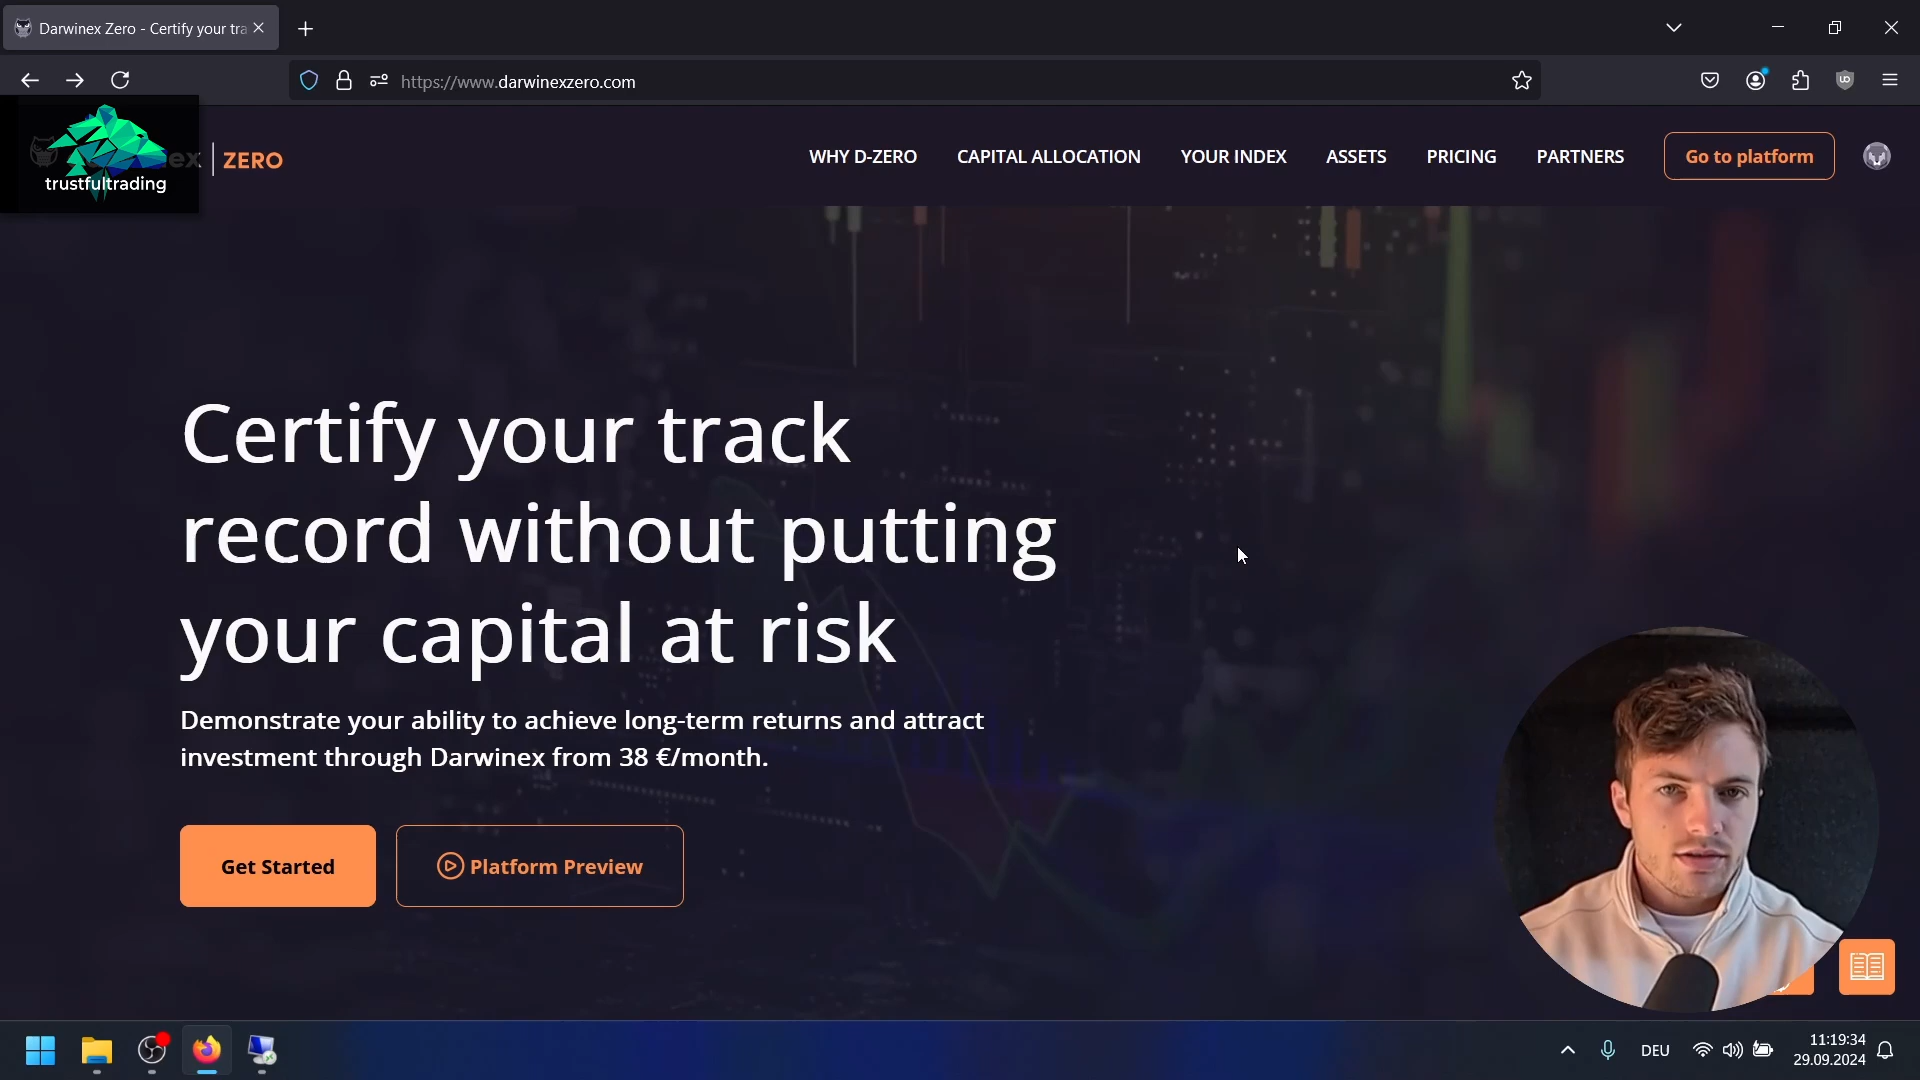 Darwinex Zero - Certify your tra
https://www.darwinexzero.com
trustfultrading
ex | ZERO
WHY D-ZERO
CAPITAL ALLOCATION
YOUR INDEX
ASSETS
PRICING
PARTNERS
Go to platform
Certify your track
record without putting
your capital at risk
Demonstrate your ability to achieve long-term returns and attract
investment through Darwinex from 38 €/month.
Get Started
Platform Preview
DEU
11:19:34
29.09.2024